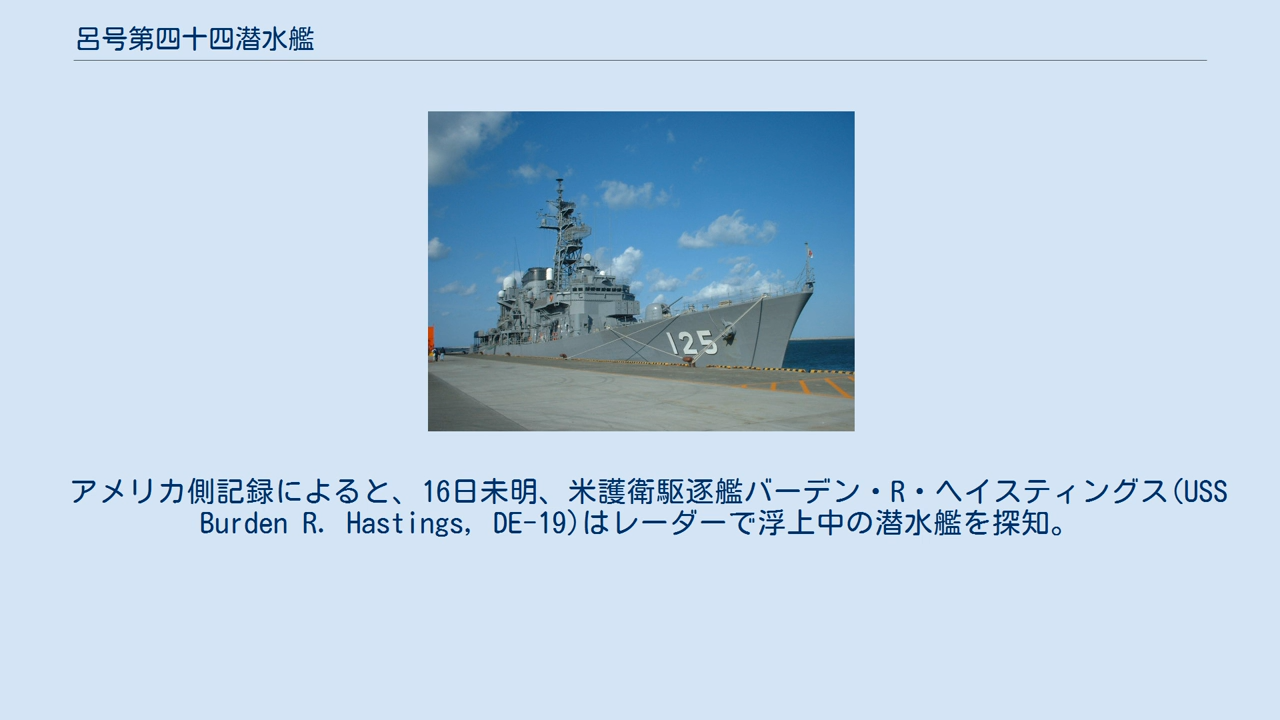 呂号第四十四潜水艦
125
アメリカ側記録によると、16日未明、米護衛駆逐艦バーデン・R・ヘイスティングス(USS
Burden R. Hastings, DE-19)はレーダーで浮上中の潜水艦を探知。